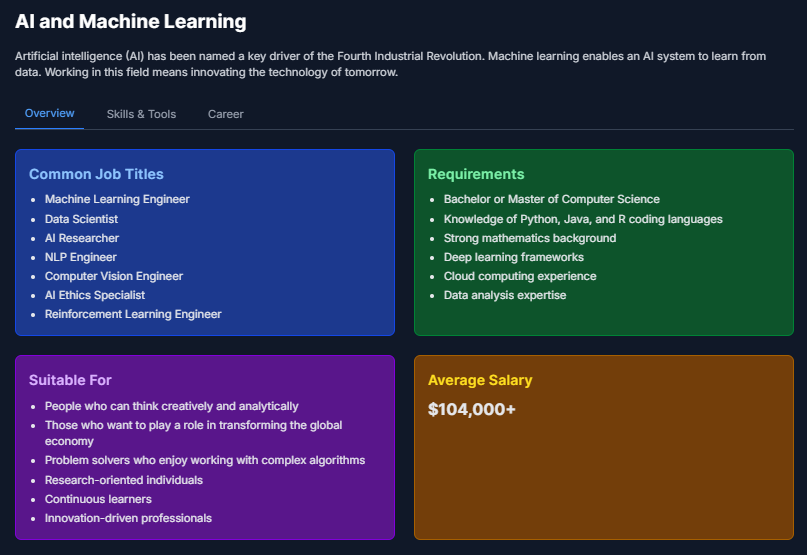 AI and Machine Learning
Artificial intelligence (AI) has been named a key driver of the Fourth Industrial Revolution. Machine learning enables an AI system to learn from
data. Working in this field means innovating the technology of tomorrow.
Overview
Skills & Tools
Career
Common Job Titles
• Machine Learning Engineer
• Data Scientist
• AI Researcher
• NLP Engineer
• Computer Vision Engineer
• AI Ethics Specialist
• Reinforcement Learning Engineer
Requirements
• Bachelor or Master of Computer Science
• Knowledge of Python, Java, and R coding languages
• Strong mathematics background
• Deep learning frameworks
• Cloud computing experience
• Data analysis expertise
Suitable For
• People who can think creatively and analytically
• Those who want to play a role in transforming the global
economy
• Problem solvers who enjoy working with complex algorithms
• Research-oriented individuals
• Continuous learners
• Innovation-driven professionals
Average Salary
$104,000+